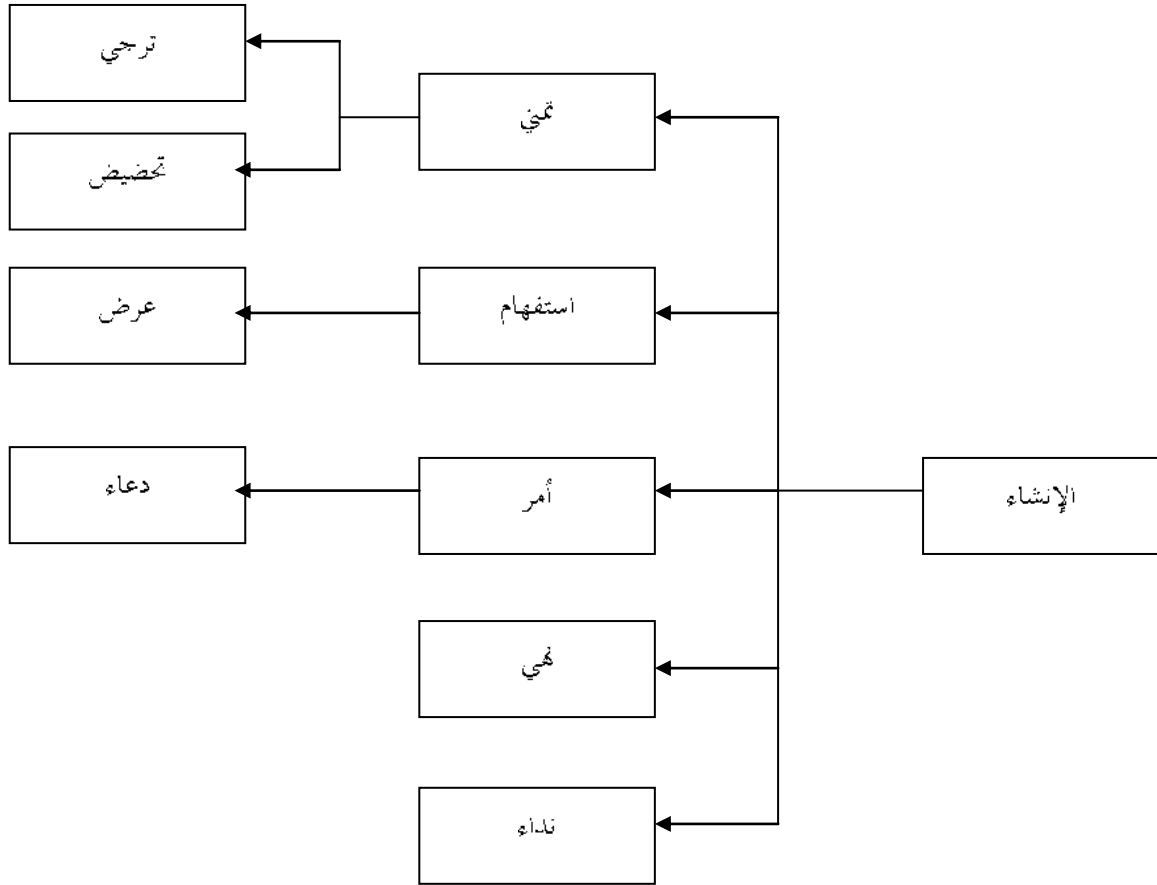 الإنشاء
تمني
ترجي
تحضيض
استفهام
عرض
أمر
دعاء
نهي
نداء